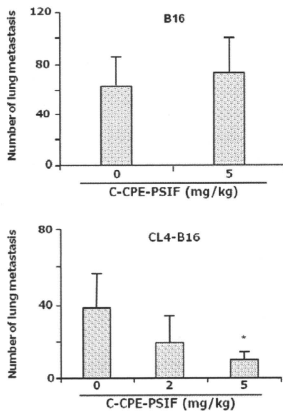 B16
Number of lung metastasis
120
80
40
0
0 5
C-CPE-PSIF (mg/kg)
CL4-B16
Number of lung metastasis
80
40
0
0 2 5
*
C-CPE-PSIF (mg/kg)